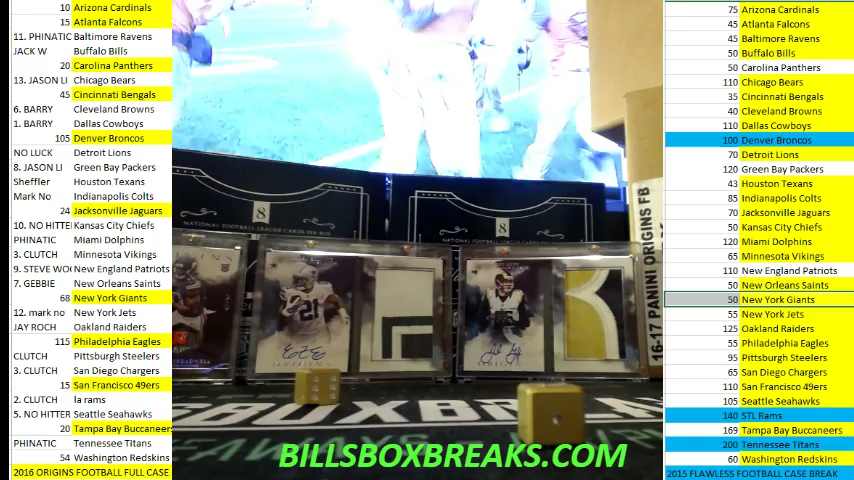 10 Arizona Cardinals
15 Atlanta Falcons
11. PHINATIC Baltimore Ravens
JACK W Buffalo Bills
20 Carolina Panthers
13. JASON LI Chicago Bears
45 Cincinnati Bengals
6. BARRY Cleveland Browns
1. BARRY Dallas Cowboys
105 Denver Broncos
NO LUCK Detroit Lions
8. JASON LI Green Bay Packers
Sheffler Houston Texans
Mark No Indianapolis Colts
24 Jacksonville Jaguars
10. NO HITTE Kansas City Chiefs
PHINATIC Miami Dolphins
3. CLUTCH Minnesota Vikings
9. STEVE WO New England Patriots
7. GEBBIE New Orleans Saints
68 New York Giants
12. mark no New York Jets
JAY ROCH Oakland Raiders
115 Philadelphia Eagles
CLUTCH Pittsburgh Steelers
3. CLUTCH San Diego Chargers
15 San Francisco 49ers
2. CLUTCH la rams
5. NO HITTER Seattle Seahawks
20 Tampa Bay Buccaneers
PHINATIC Tennessee Titans
54 Washington Redskins
2016 ORIGINS FOOTBALL FULL CASE
8
NATIONAL FOOTBALL LEAGUE CARDS PER BOX
8
21
16-17 PANINI ORIGINS FB
BOXBREA
BILLSBOXBREAKS.COM
75 Arizona Cardinals
45 Atlanta Falcons
45 Baltimore Ravens
50 Buffalo Bills
50 Carolina Panthers
110 Chicago Bears
35 Cincinnati Bengals
40 Cleveland Browns
110 Dallas Cowboys
100 Denver Broncos
70 Detroit Lions
120 Green Bay Packers
43 Houston Texans
85 Indianapolis Colts
70 Jacksonville Jaguars
50 Kansas City Chiefs
120 Miami Dolphins
65 Minnesota Vikings
110 New England Patriots
50 New Orleans Saints
50 New York Giants
55 New York Jets
125 Oakland Raiders
55 Philadelphia Eagles
95 Pittsburgh Steelers
65 San Diego Chargers
110 San Francisco 49ers
105 Seattle Seahawks
140 STL Rams
169 Tampa Bay Buccaneers
200 Tennessee Titans
60 Washington Redskins
2015 FLAWLESS FOOTBALL CASE BREAK